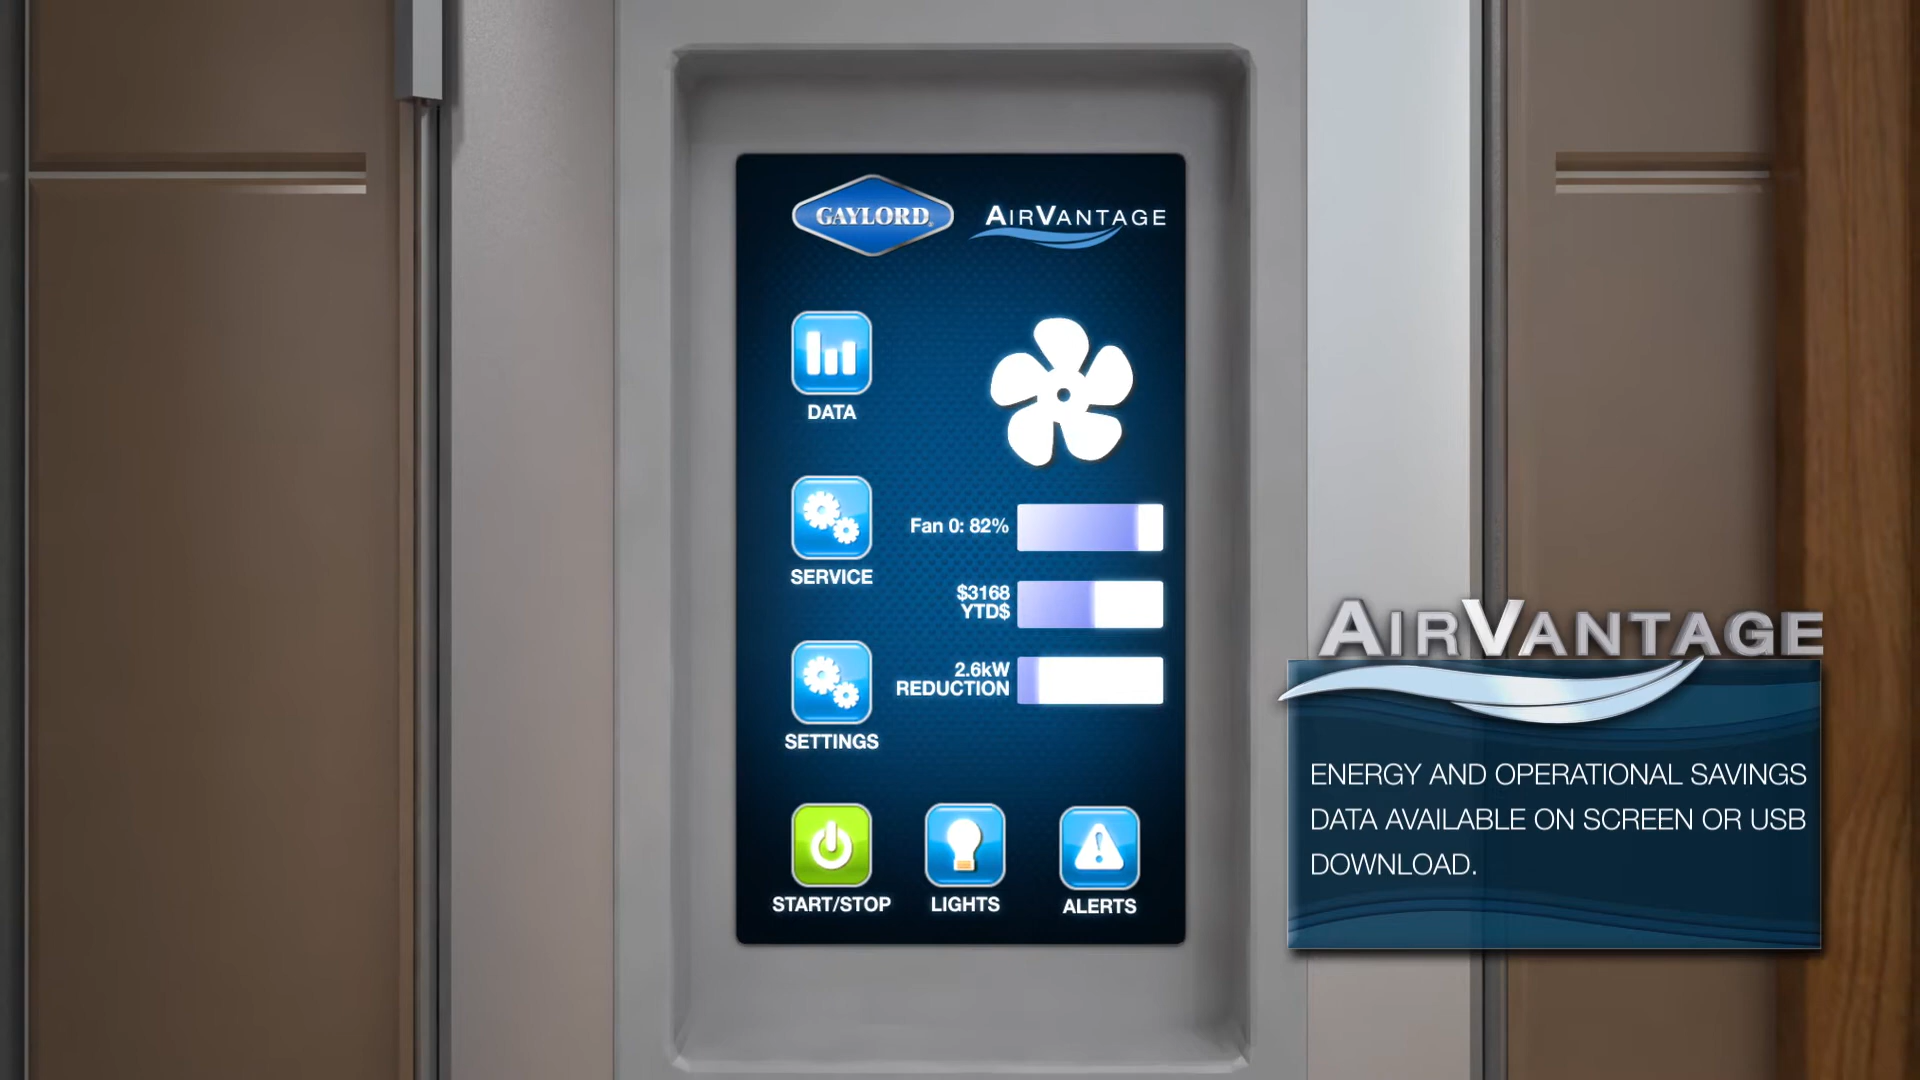 GAYLORD®
AIRVANTAGE
DATA
SERVICE
Fan 0: 82%
$3168
YTD$
2.6kW
REDUCTION
SETTINGS
START/STOP
LIGHTS
ALERTS
AIRVANTAGE
ENERGY AND OPERATIONAL SAVINGS
DATA AVAILABLE ON SCREEN OR USB
DOWNLOAD.